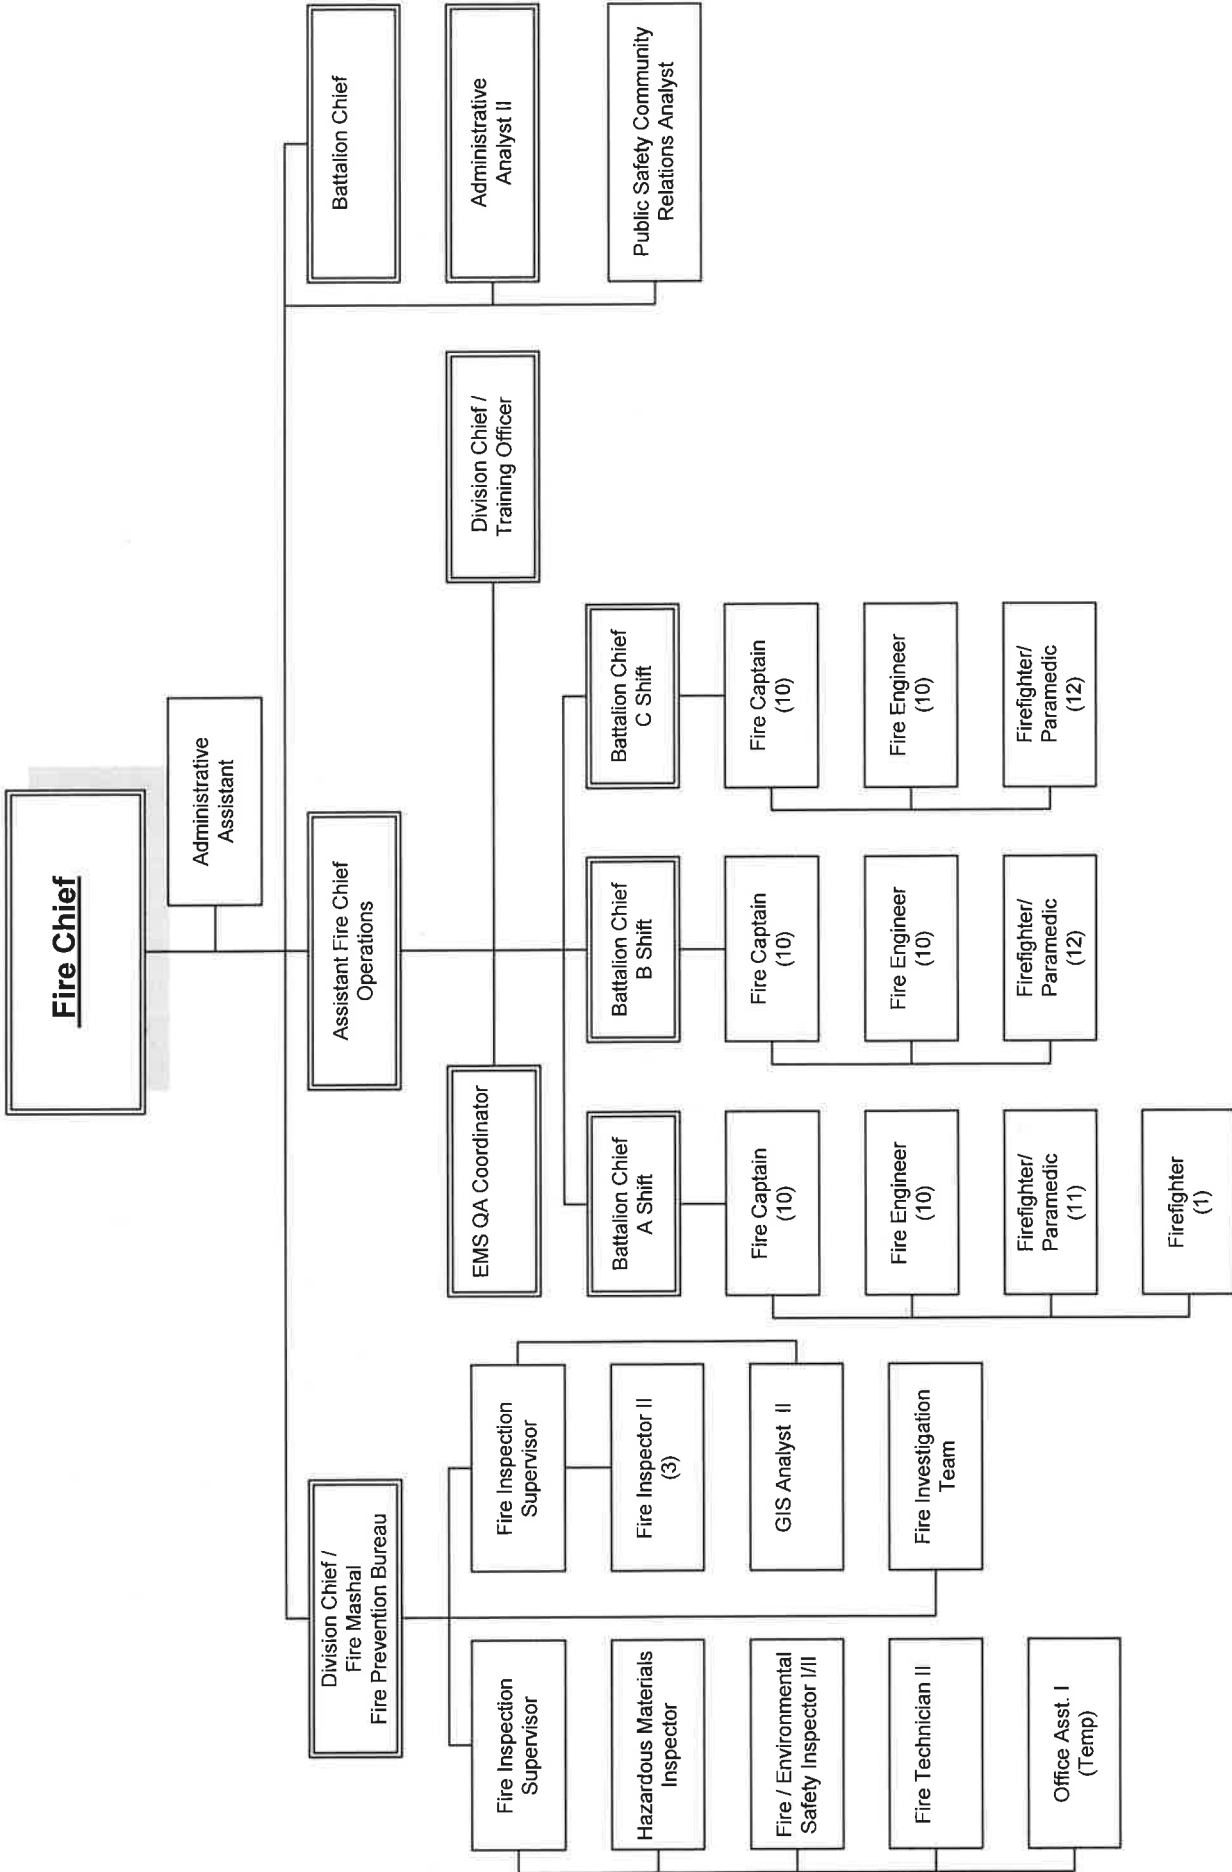 Fire Chief
Administrative
Assistant
Division Chief /
Fire Mashal
Fire Prevention Bureau
Assistant Fire Chief
Operations
Battalion Chief
Fire Inspection
Supervisor
Hazardous Materials
Inspector
Fire / Environmental
Safety Inspector I/II
Fire Technician II
Office Asst. I
(Temp)
Fire Inspection
Supervisor
Fire Inspector II
(3)
GIS Analyst II
Fire Investigation
Team
EMS QA Coordinator
Division Chief /
Training Officer
Battalion Chief
A Shift
Fire Captain
(10)
Fire Engineer
(10)
Firefighter/
Paramedic
(11)
Firefighter
(1)
Battalion Chief
B Shift
Fire Captain
(10)
Fire Engineer
(10)
Firefighter/
Paramedic
(12)
Battalion Chief
C Shift
Fire Captain
(10)
Fire Engineer
(10)
Firefighter/
Paramedic
(12)
Administrative
Analyst II
Public Safety Community
Relations Analyst